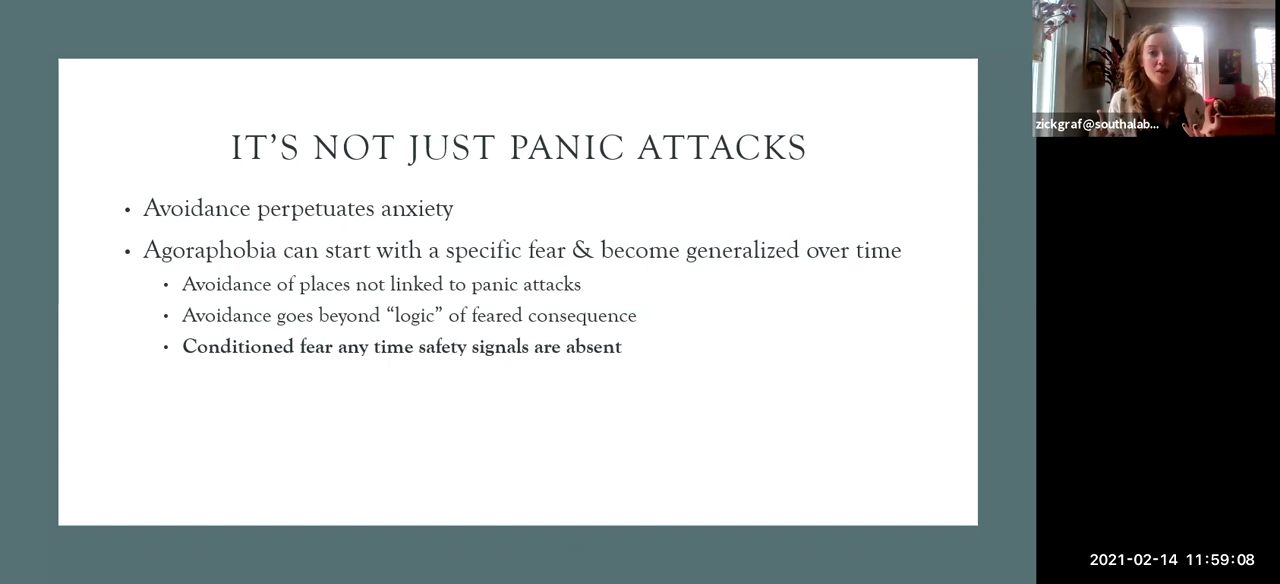 IT’S NOT JUST PANIC ATTACKS
• Avoidance perpetuates anxiety
• Agoraphobia can start with a specific fear & become generalized over time
• Avoidance of places not linked to panic attacks
• Avoidance goes beyond “logic” of feared consequence
• Conditioned fear any time safety signals are absent
zickgraf@southalab...
2021-02-14 11:59:08